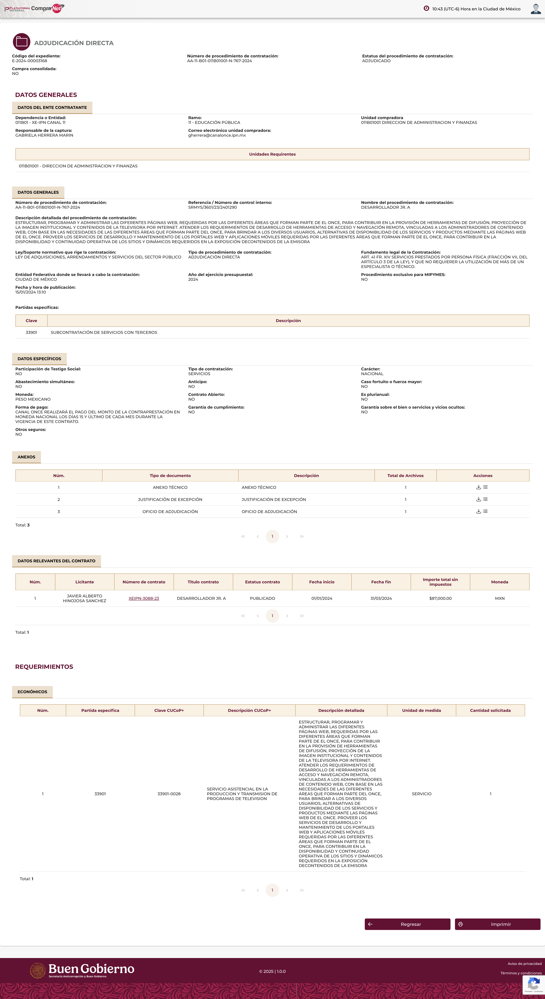 PLATAFORMA
INTEGRAL
CompraNet
10:43 (UTC-6) Hora en la Ciudad de México
ADJUDICACIÓN DIRECTA
Código del expediente:
E-2024-00003168
Número de procedimiento de contratación:
AA-11-B01-011B01001-N-767-2024
Estatus del procedimiento de contratación:
ADJUDICADO
Compra consolidada:
NO
DATOS GENERALES
DATOS DEL ENTE CONTRATANTE
Dependencia o Entidad:
011B01 - XE-IPN CANAL 11
Ramo:
11 - EDUCACIÓN PÚBLICA
Unidad compradora
011B01001 DIRECCION DE ADMINISTRACION Y FINANZAS
Responsable de la captura:
GABRIELA HERRERA MARIN
Correo electrónico unidad compradora:
gherrera@canalonce.ipn.mx
Unidades Requirentes
011B01001 - DIRECCION DE ADMINISTRACION Y FINANZAS
DATOS GENERALES
Número de procedimiento de contratación:
AA-11-B01-011B01001-N-767-2024
Referencia / Número de control interno:
SRMYS/3601/23/2401290
Nombre del procedimiento de contratación:
DESARROLLADOR JR. A
Descripción detallada del procedimiento de contratación:
ESTRUCTURAR, PROGRAMAR Y ADMINISTRAR LAS DIFERENTES PÁGINAS WEB, REQUERIDAS POR LAS DIFERENTES ÁREAS QUE FORMAN PARTE DE EL ONCE, PARA CONTRIBUIR EN LA PROVISIÓN DE HERRAMIENTAS DE DIFUSIÓN, PROYECCIÓN DE
LA IMAGEN INSTITUCIONAL Y CONTENIDOS DE LA TELEVISORA POR INTERNET. ATENDER LOS REQUERIMIENTOS DE DESARROLLO DE HERRAMIENTAS DE ACCESO Y NAVEGACIÓN REMOTA, VINCULADAS A LOS ADMINISTRADORES DE CONTENIDO
WEB, CON BASE EN LAS NECESIDADES DE LAS DIFERENTES ÁREAS QUE FORMAN PARTE DEL ONCE, PARA BRINDAR A LOS DIVERSOS USUARIOS, ALTERNATIVAS DE DISPONIBILIDAD DE LOS SERVICIOS Y PRODUCTOS MEDIANTE LAS PÁGINAS WEB
DE EL ONCE. PROVEER LOS SERVICIOS DE DESARROLLO Y MANTENIMIENTO DE LOS PORTALES WEB Y APLICACIONES MÓVILES REQUERIDAS POR LAS DIFERENTES ÁREAS QUE FORMAN PARTE DE EL ONCE, PARA CONTRIBUIR EN LA
DISPONIBILIDAD Y CONTINUIDAD OPERATIVA DE LOS SITIOS Y DINÁMICOS REQUERIDOS EN LA EXPOSICIÓN DECONTENIDOS DE LA EMISORA
Ley/Soporte normativo que rige la contratación:
LEY DE ADQUISICIONES, ARRENDAMIENTOS Y SERVICIOS DEL SECTOR PÚBLICO
Tipo de procedimiento de contratación:
ADJUDICACIÓN DIRECTA
Fundamento legal de la Contratación:
ART. 41 FR. XIV SERVICIOS PRESTADOS POR PERSONA FÍSICA (FRACCIÓN VII, DEL
ARTÍCULO 3 DE LA LEY), Y QUE NO REQUIERER LA UTILIZACIÓN DE MÁS DE UN
ESPECIALISTA O TÉCNICO.
Entidad Federativa donde se llevará a cabo la contratación:
CIUDAD DE MÉXICO
Año del ejercicio presupuestal:
2024
Procedimiento exclusivo para MIPYMES:
NO
Fecha y hora de publicación:
15/01/2024 13:10
Partidas específicas:
Clave Descripción
33901 SUBCONTRATACIÓN DE SERVICIOS CON TERCEROS
DATOS ESPECÍFICOS
Participación de Testigo Social:
NO
Tipo de contratación:
SERVICIOS
Carácter:
NACIONAL
Abastecimiento simultáneo:
NO
Anticipo:
NO
Caso fortuito o fuerza mayor:
NO
Moneda:
PESO MEXICANO
Contrato Abierto:
NO
Es plurianual:
NO
Forma de pago:
CANAL ONCE REALIZARÁ EL PAGO DEL MONTO DE LA CONTRAPRESTACIÓN EN
MONEDA NACIONAL LOS DÍAS 15 Y ÚLTIMO DE CADA MES DURANTE LA
VIGENCIA DE ESTE CONTRATO.
Garantía de cumplimiento:
NO
Garantía sobre el bien o servicios y vicios ocultos:
NO
Otros seguros:
NO
ANEXOS
Núm. Tipo de documento Descripción Total de Archivos Acciones
1 ANEXO TÉCNICO ANEXO TÉCNICO 1
2 JUSTIFICACIÓN DE EXCEPCIÓN JUSTIFICACIÓN DE EXCEPCIÓN 1
3 OFICIO DE ADJUDICACIÓN OFICIO DE ADJUDICACIÓN 1
Total: 3
1
DATOS RELEVANTES DEL CONTRATO
Núm. Licitante Número de contrato Titulo contrato Estatus contrato Fecha inicio Fecha fin Importe total sin impuestos Moneda
1 JAVIER ALBERTO HINOJOSA SANCHEZ XEIPN-3088-23 DESARROLLADOR JR. A PUBLICADO 01/01/2024 31/03/2024 $87,000.00 MXN
1
Total: 1
REQUERIMIENTOS
ECONÓMICOS
Núm. Partida específica Clave CUCoP+ Descripción CUCoP+ Descripción detallada Unidad de medida Cantidad solicitada
1
33901
33901-0028
SERVICIO ASISTENCIAL EN LA
PRODUCCION Y TRANSMISION DE
PROGRAMAS DE TELEVISION
ESTRUCTURAR, PROGRAMAR Y
ADMINISTRAR LAS DIFERENTES
PÁGINAS WEB, REQUERIDAS POR LAS
DIFERENTES ÁREAS QUE FORMAN
PARTE DE EL ONCE, PARA CONTRIBUIR
EN LA PROVISIÓN DE HERRAMIENTAS
DE DIFUSIÓN, PROYECCIÓN DE LA
IMAGEN INSTITUCIONAL Y CONTENIDOS
DE LA TELEVISORA POR INTERNET.
ATENDER LOS REQUERIMIENTOS DE
DESARROLLO DE HERRAMIENTAS DE
ACCESO Y NAVEGACIÓN REMOTA,
VINCULADAS A LOS ADMINISTRADORES
DE CONTENIDO WEB, CON BASE EN LAS
NECESIDADES DE LAS DIFERENTES
ÁREAS QUE FORMAN PARTE DEL ONCE,
PARA BRINDAR A LOS DIVERSOS
USUARIOS, ALTERNATIVAS DE
DISPONIBILIDAD DE LOS SERVICIOS Y
PRODUCTOS MEDIANTE LAS PÁGINAS
WEB DE EL ONCE. PROVEER LOS
SERVICIOS DE DESARROLLO Y
MANTENIMIENTO DE LOS PORTALES
WEB Y APLICACIONES MÓVILES
REQUERIDAS POR LAS DIFERENTES
ÁREAS QUE FORMAN PARTE DE EL
ONCE, PARA CONTRIBUIR EN LA
DISPONIBILIDAD Y CONTINUIDAD
OPERATIVA DE LOS SITIOS Y DINÁMICOS
REQUERIDOS EN LA EXPOSICIÓN
DECONTENIDOS DE LA EMISORA
SERVICIO
1
Total: 1
1
Regresar
Imprimir
Buen Gobierno
Secretaría Anticorrupción y Buen Gobierno
© 2025 | 1.0.0
Aviso de privacidad
Términos y condiciones
Privacidad - Condiciones